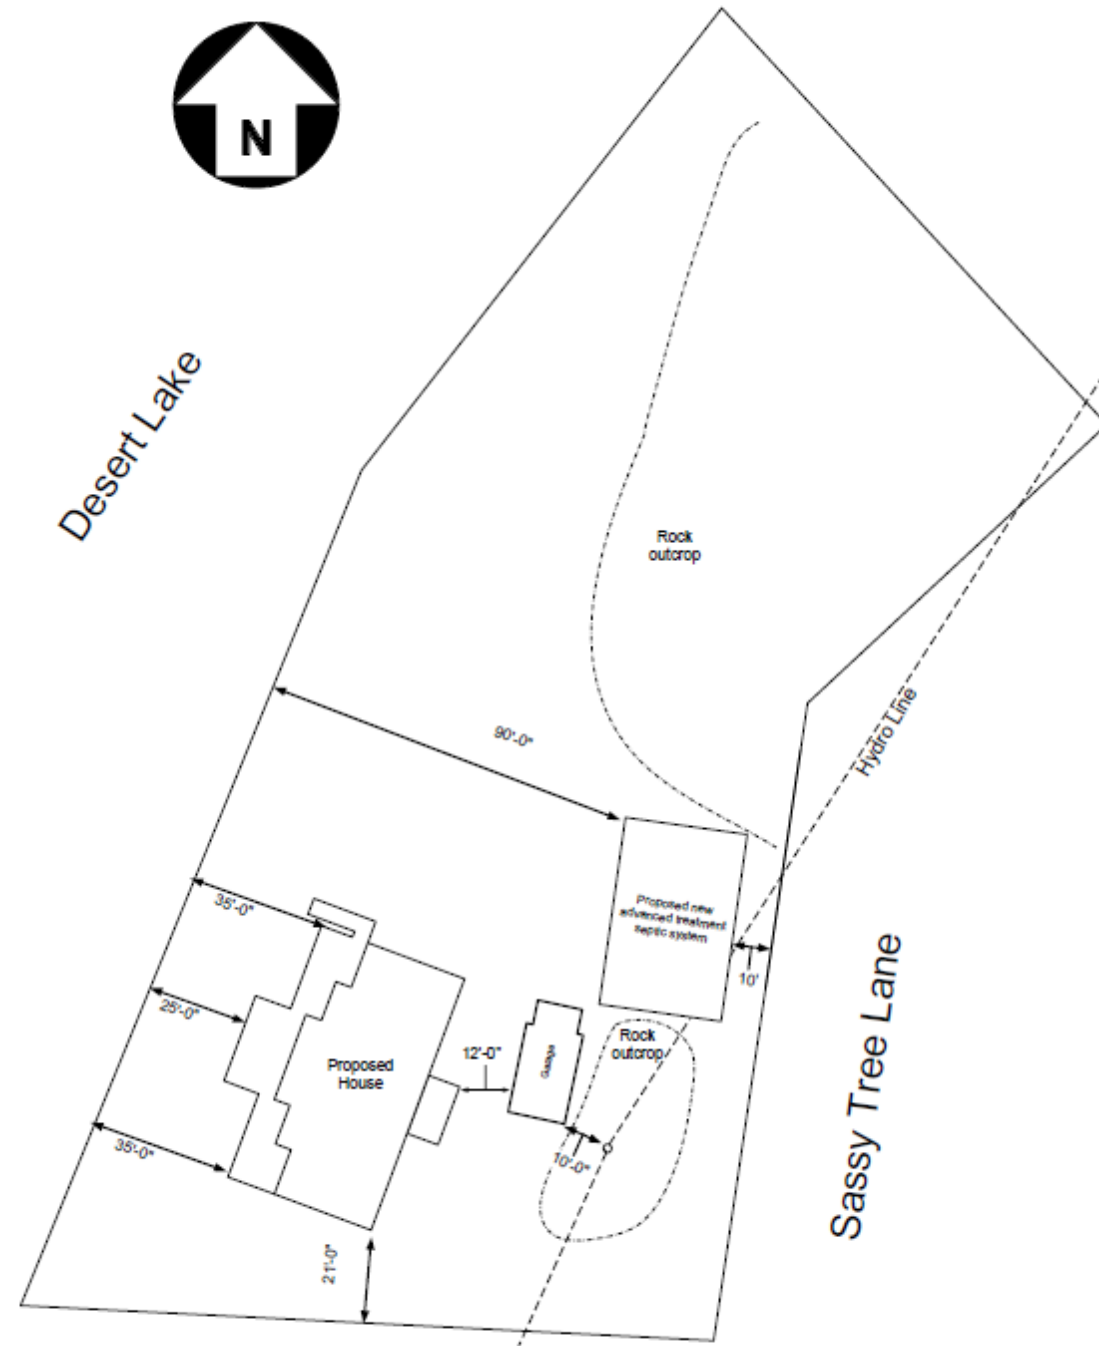 N
Desert Lake
Rock
outcrop
Hydro Line
90'-0"
35'-0"
Proposed new
advanced treatment
septic system
10'
25'-0"
Rock
outcrop
12'-0"
Garage
Proposed
House
35'-0"
10'-0"
21'-0"
Sassy Tree Lane